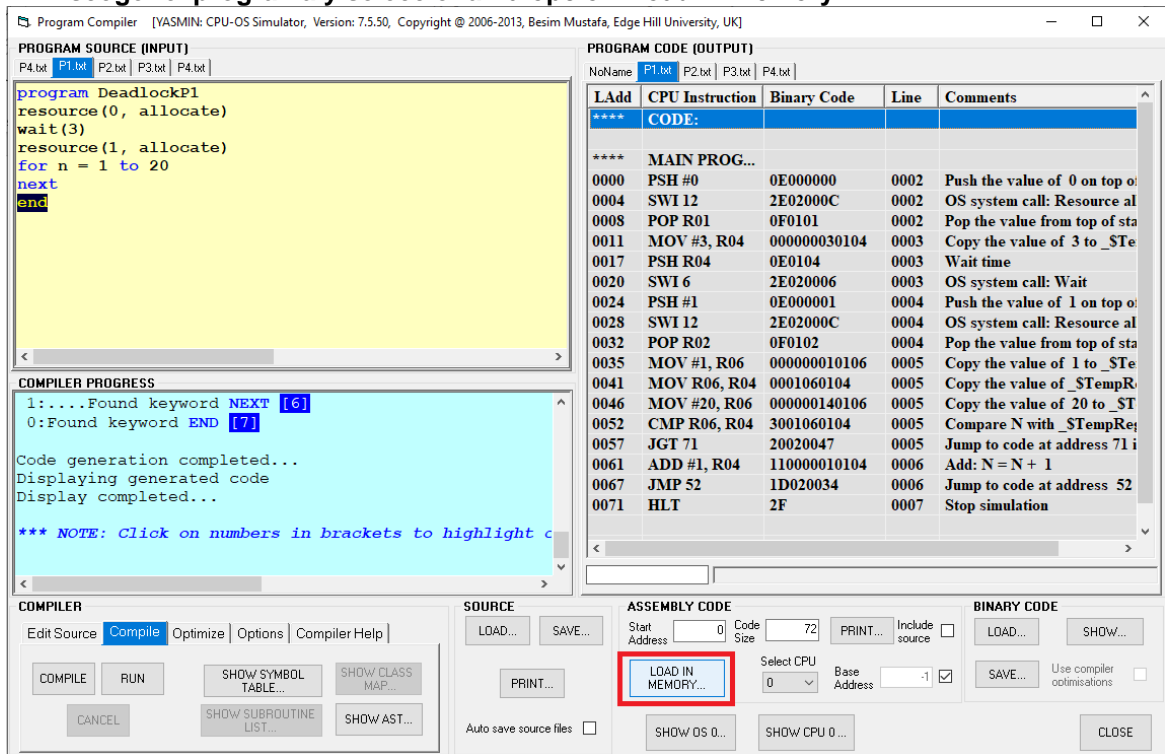 Program Compiler [YASMIN: CPU-OS Simulator, Version: 7.5.50, Copyright @ 2006-2013, Besim Mustafa, Edge Hill University, UK]
PROGRAM SOURCE (INPUT)
P4.txt P1.txt P2.txt P3.txt P4.txt
program DeadlockP1
resource(0, allocate)
wait(3)
resource(1, allocate)
for n = 1 to 20
next
end
COMPILER PROGRESS
1:....Found keyword NEXT [6]
0:Found keyword END [7]
Code generation completed...
Displaying generated code
Display completed...
*** NOTE: Click on numbers in brackets to highlight c
PROGRAM CODE (OUTPUT)
NoName P1.txt P2.txt P3.txt P4.txt
LAdd CPU Instruction Binary Code Line Comments
**** CODE:
**** MAIN PROG...
0000 PSH #0 0E000000 0002 Push the value of 0 on top o
0004 SWI 12 2E02000C 0002 OS system call: Resource al
0008 POP R01 0F0101 0002 Pop the value from top of sta
0011 MOV #3, R04 000000030104 0003 Copy the value of 3 to _$Te
0017 PSH R04 0E0104 0003 Wait time
0020 SWI 6 2E020006 0003 OS system call: Wait
0024 PSH #1 0E000001 0004 Push the value of 1 on top o
0028 SWI 12 2E02000C 0004 OS system call: Resource al
0032 POP R02 0F0102 0004 Pop the value from top of sta
0035 MOV #1, R06 000000010106 0005 Copy the value of 1 to _$Te
0041 MOV R06, R04 0001060104 0005 Copy the value of _$TempR
0046 MOV #20, R06 000000140106 0005 Copy the value of 20 to _$T
0052 CMP R06, R04 3001060104 0005 Compare N with _$TempReg
0057 JGT 71 20020047 0005 Jump to code at address 71 i
0061 ADD #1, R04 110000010104 0006 Add: N = N + 1
0067 JMP 52 1D020034 0006 Jump to code at address 52
0071 HLT 2F 0007 Stop simulation
COMPILER
Edit Source Compile Optimize Options Compiler Help
COMPILE RUN SHOW SYMBOL TABLE... SHOW CLASS MAP...
CANCEL SHOW SUBROUTINE LIST... SHOW AST...
SOURCE
LOAD... SAVE...
PRINT...
Auto save source files
ASSEMBLY CODE
Start Address 0 Code Size 72 PRINT... Include source
LOAD IN MEMORY... Select CPU 0 Base Address -1
SHOW OS 0... SHOW CPU 0...
BINARY CODE
LOAD... SHOW...
SAVE... Use compiler optimisations
CLOSE